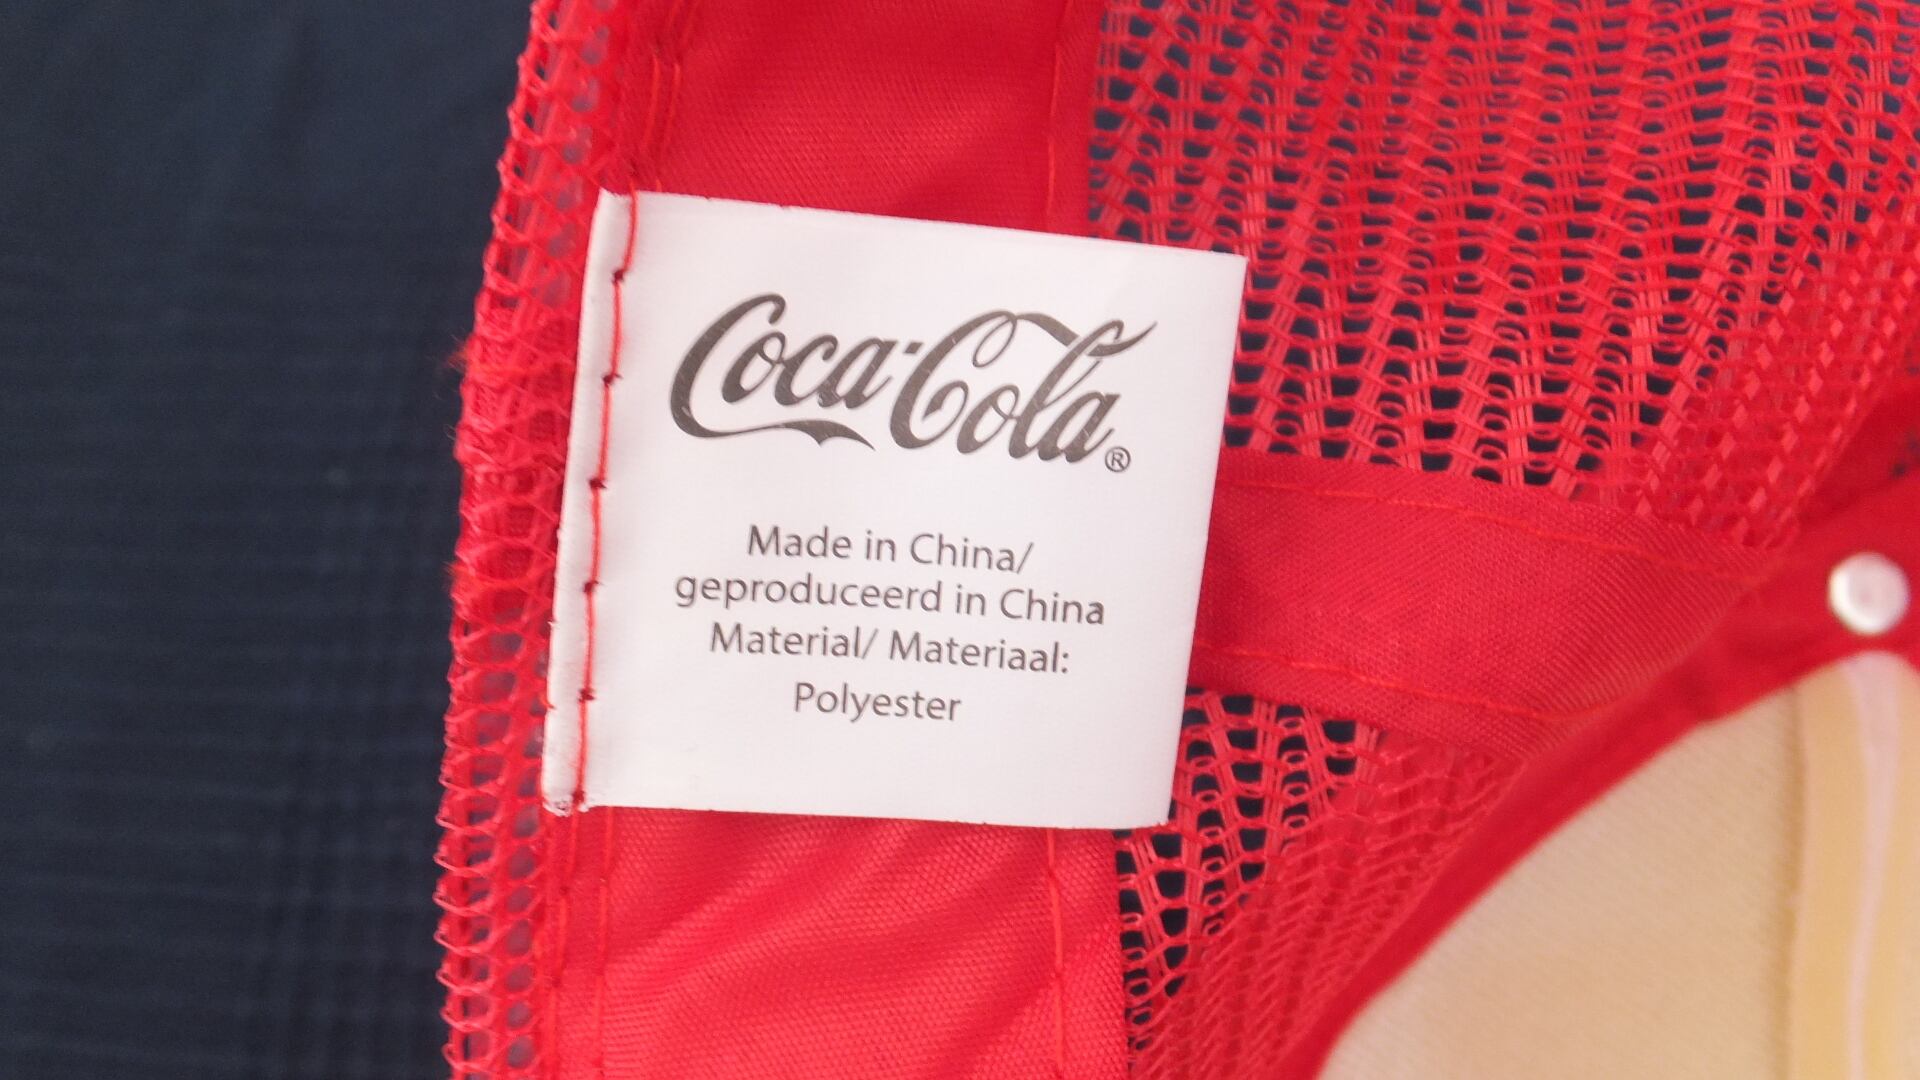 Coca-Cola®
Made in China/
geproduceerd in China
Material/ Materiaal:
Polyester